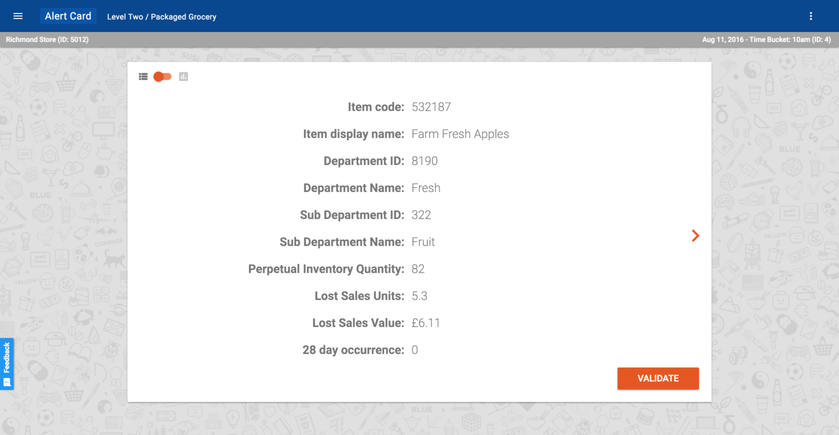 Alert Card
Level Two / Packaged Grocery
Richmond Store (ID: 5012)
Aug 11, 2016 - Time Bucket: 10am (ID: 4)
Item code: 532187
Item display name: Farm Fresh Apples
Department ID: 8190
Department Name: Fresh
Sub Department ID: 322
Sub Department Name: Fruit
Perpetual Inventory Quantity: 82
Lost Sales Units: 5.3
Lost Sales Value: £6.11
28 day occurrence: 0
VALIDATE
Feedback
BLUE
BLUE
BLUE